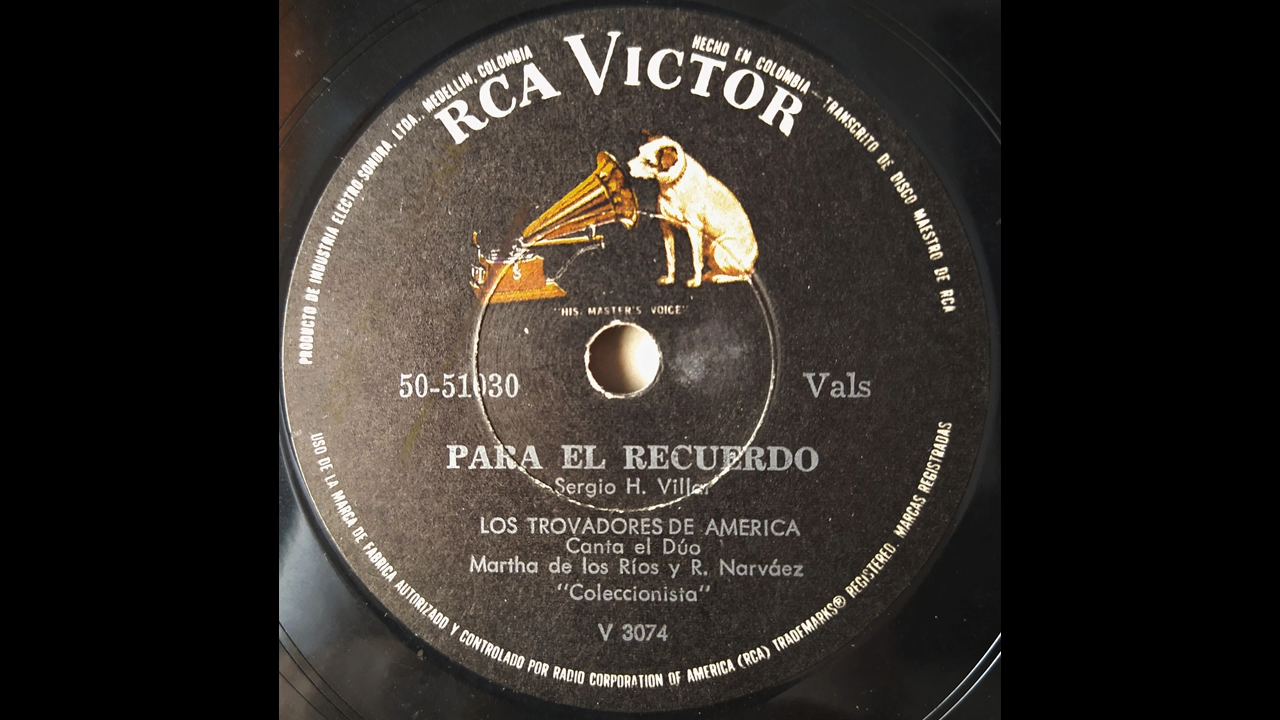 PRODUCTO DE INDUSTRIA ELECTRO-SONORA, LTDA., MEDELLIN, COLOMBIA
RCA VICTOR
HECHO EN COLOMBIA - TRANSCRITO DE DISCO MAESTRO DE RCA
"HIS MASTER'S VOICE"
50-51030
Vals
PARA EL RECUERDO
Sergio H. Villar
LOS TROVADORES DE AMERICA
Canta el Dúo
Martha de los Ríos y R. Narváez
"Coleccionista"
V 3074
USO DE LA MARCA DE FABRICA AUTORIZADO Y CONTROLADO POR RADIO CORPORATION OF AMERICA (RCA) TRADEMARKS® REGISTERED. MARCAS REGISTRADAS